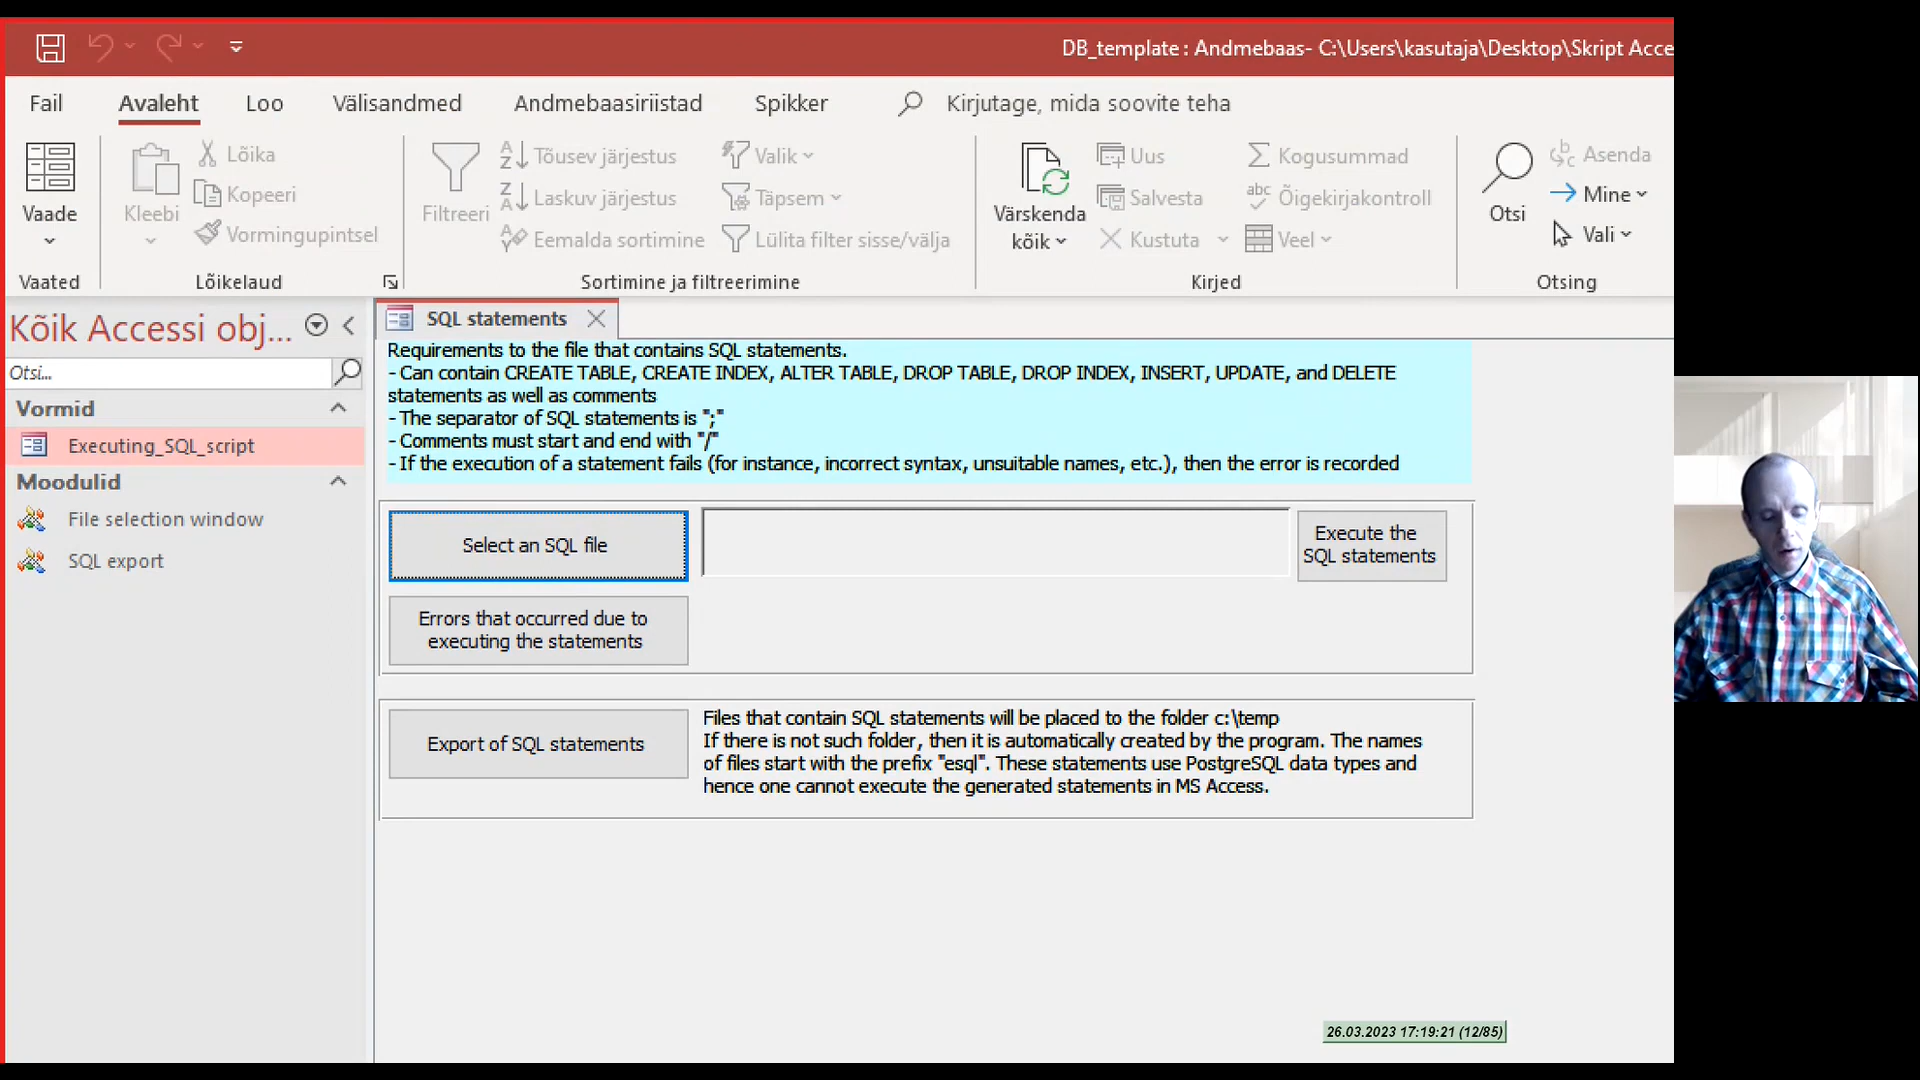 DB_template : Andmebaas- C:\Users\kasutaja\Desktop\Skript Acce
Fail Avaleht Loo Välisandmed Andmebaasiriistad Spikker Kirjutage, mida soovite teha
Vaade
Vaated
Kleebi
Lõika
Kopeeri
Vormingupintsel
Lõikelaud
Filtreeri
Tõusev järjestus
Laskuv järjestus
Eemalda sortimine
Valik
Täpsem
Lülita filter sisse/välja
Sortimine ja filtreerimine
Värskenda
kõik
Uus
Salvesta
Kustuta
Kogusummad
Õigekirjakontroll
Veel
Kirjed
Otsi
Asenda
Mine
Vali
Otsing
Kõik Accessi obj...
Otsi...
Vormid
Executing_SQL_script
Moodulid
File selection window
SQL export
SQL statements
Requirements to the file that contains SQL statements.
- Can contain CREATE TABLE, CREATE INDEX, ALTER TABLE, DROP TABLE, DROP INDEX, INSERT, UPDATE, and DELETE
statements as well as comments
- The separator of SQL statements is ";"
- Comments must start and end with "/"
- If the execution of a statement fails (for instance, incorrect syntax, unsuitable names, etc.), then the error is recorded
Select an SQL file
Execute the
SQL statements
Errors that occurred due to
executing the statements
Export of SQL statements
Files that contain SQL statements will be placed to the folder c:\temp
If there is not such folder, then it is automatically created by the program. The names
of files start with the prefix "esql". These statements use PostgreSQL data types and
hence one cannot execute the generated statements in MS Access.
26.03.2023 17:19:21 (12/85)